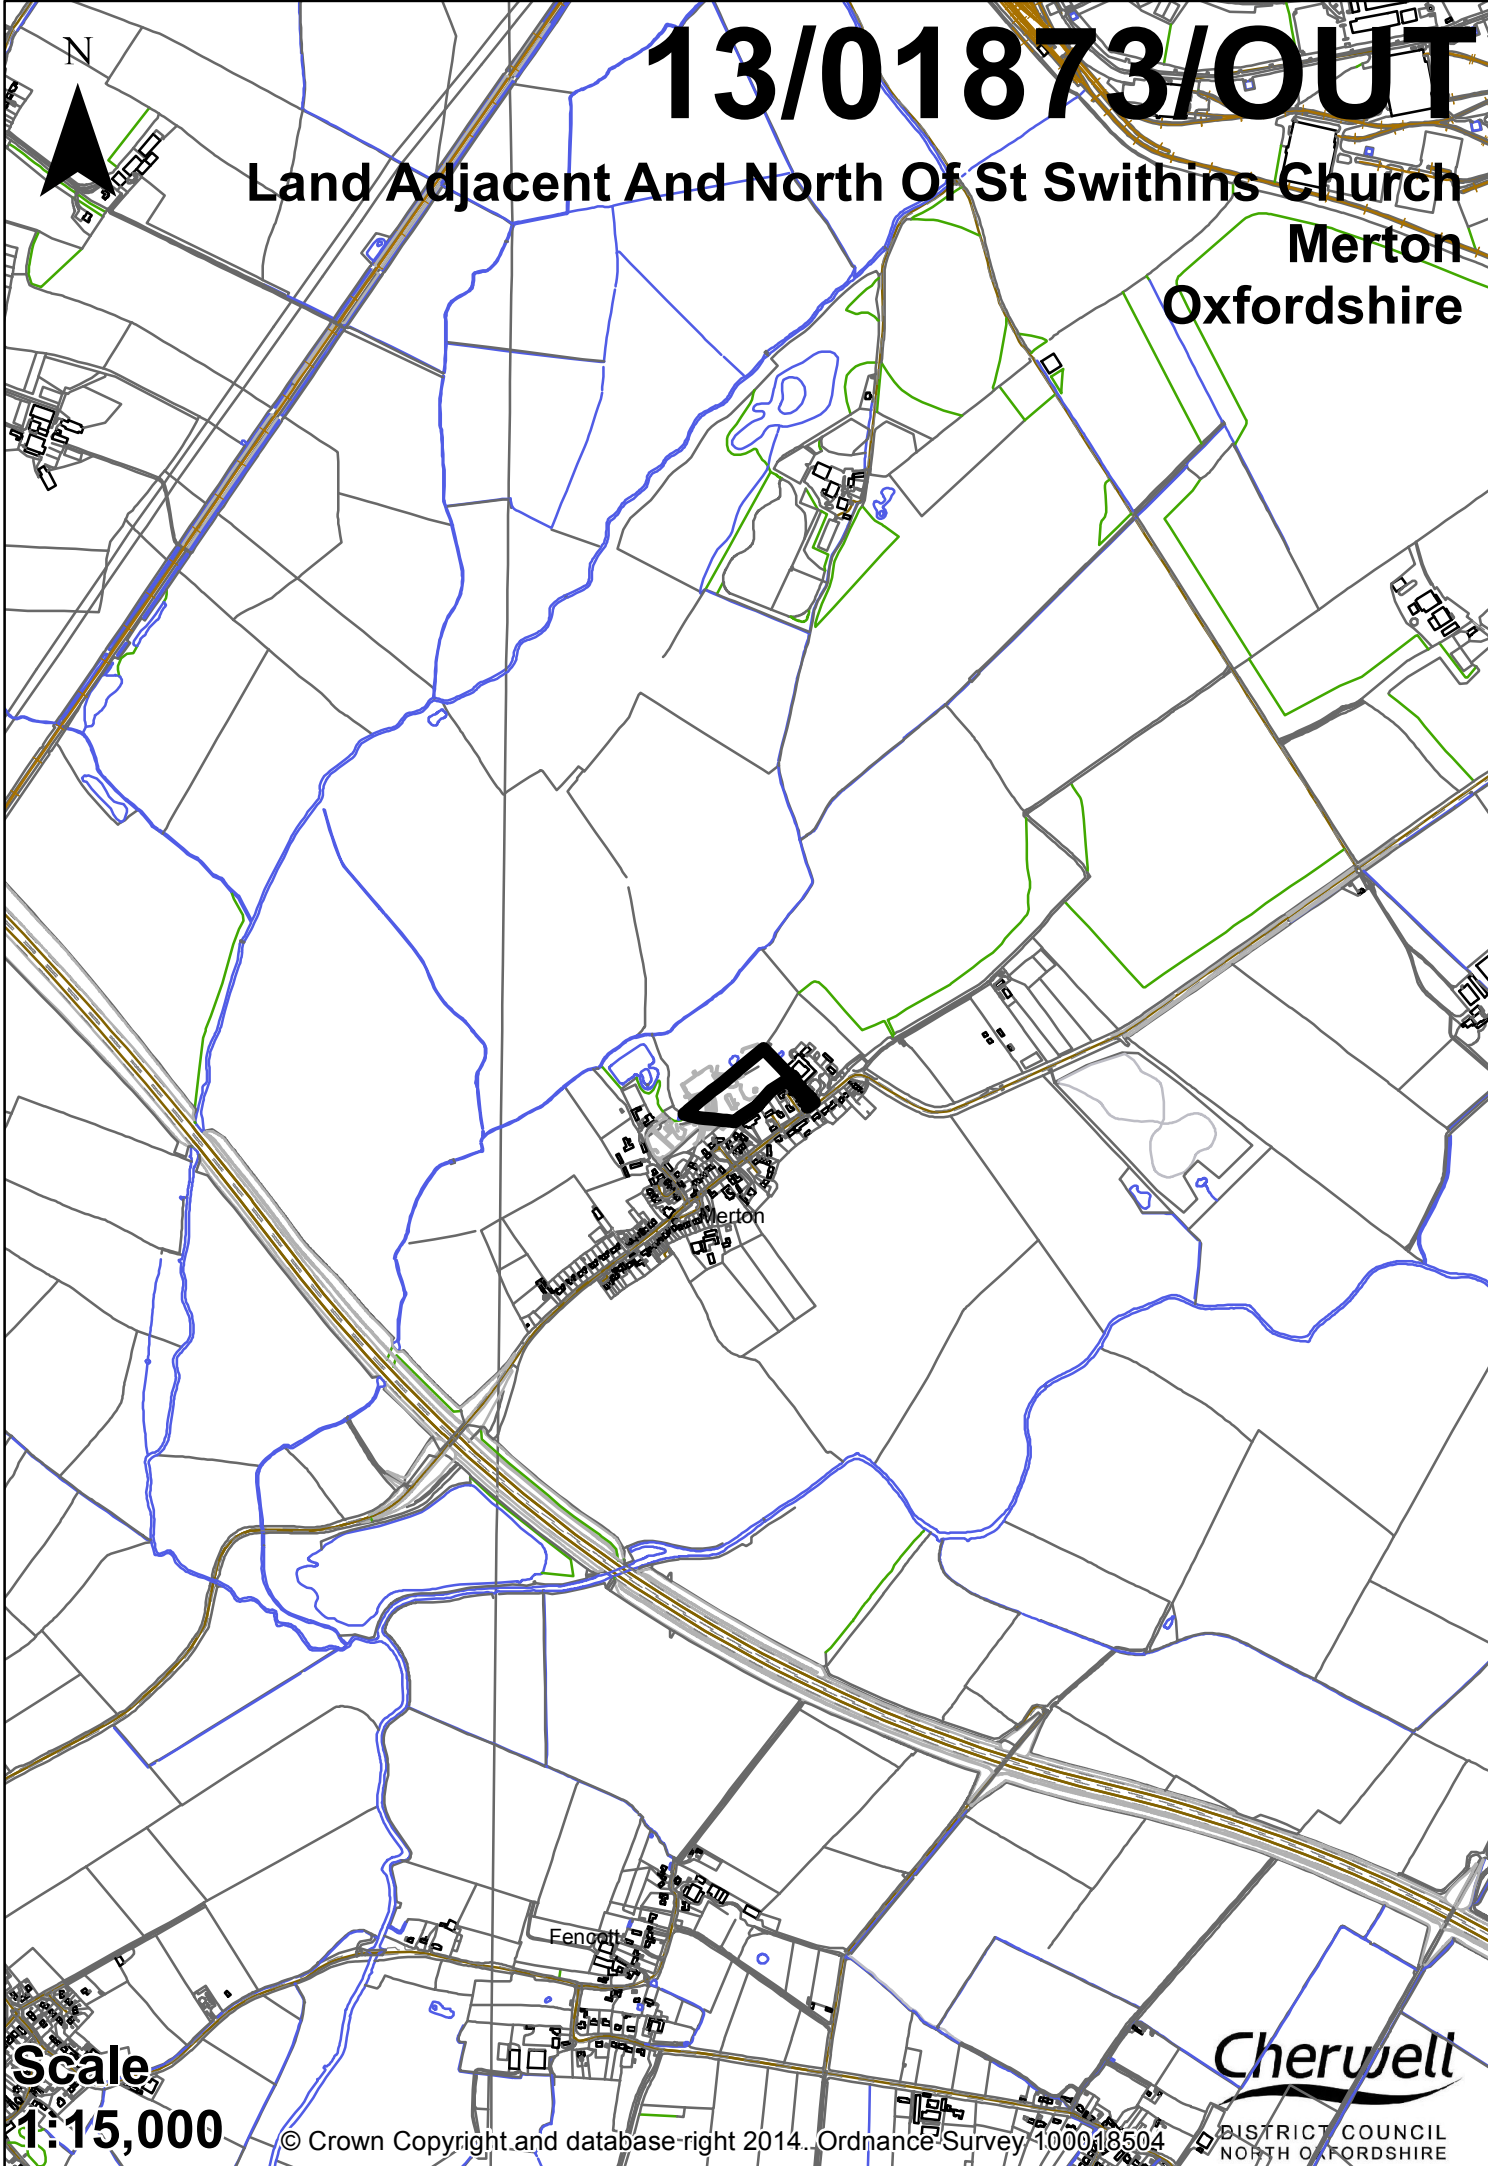 N
13/01873/OUT
Land Adjacent And North Of St Swithins Church
Merton
Oxfordshire
Merton
Fencott
Scale
1:15,000
© Crown Copyright and database right 2014. Ordnance Survey 100018504
Cherwell
DISTRICT COUNCIL
NORTH OXFORDSHIRE